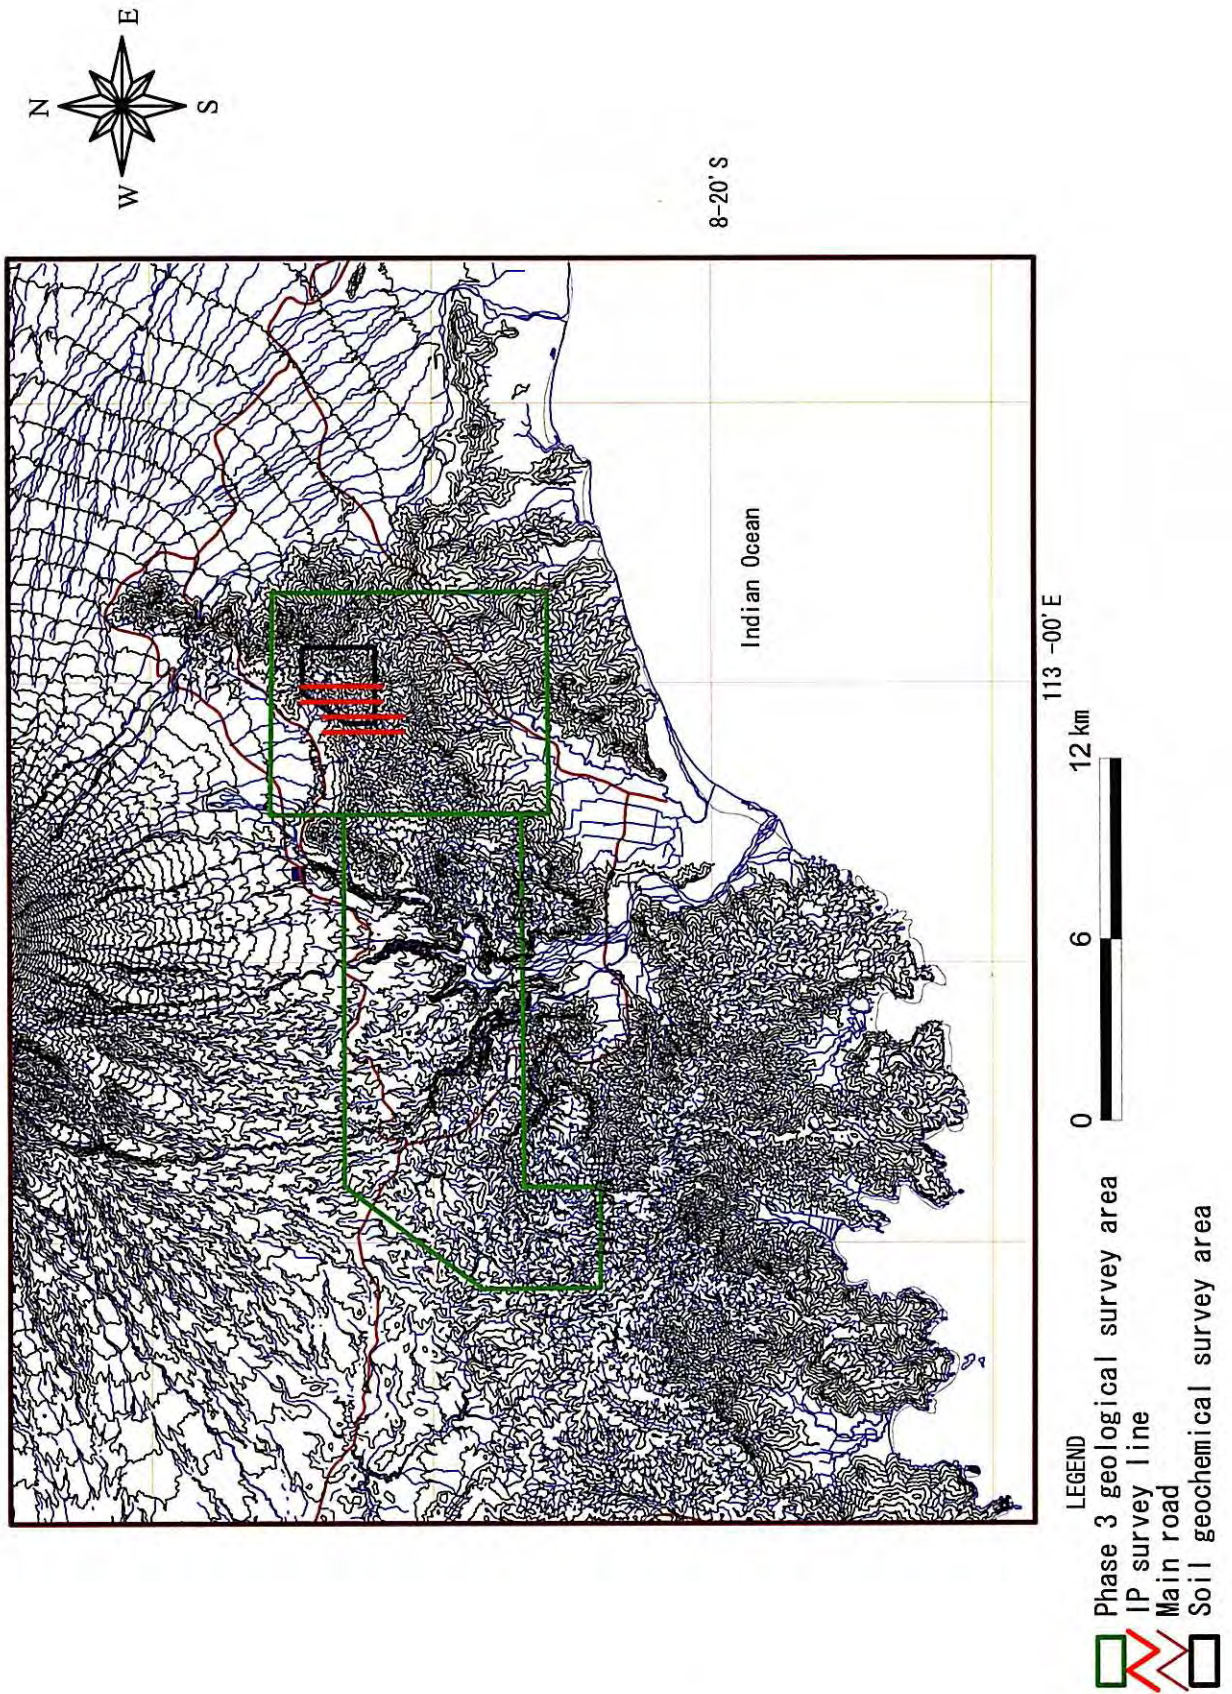 N
W
E
S
8-20' S
Indian Ocean
113 -00' E
0
6
12 km
LEGEND
Phase 3 geological survey area
IP survey line
Main road
Soil geochemical survey area